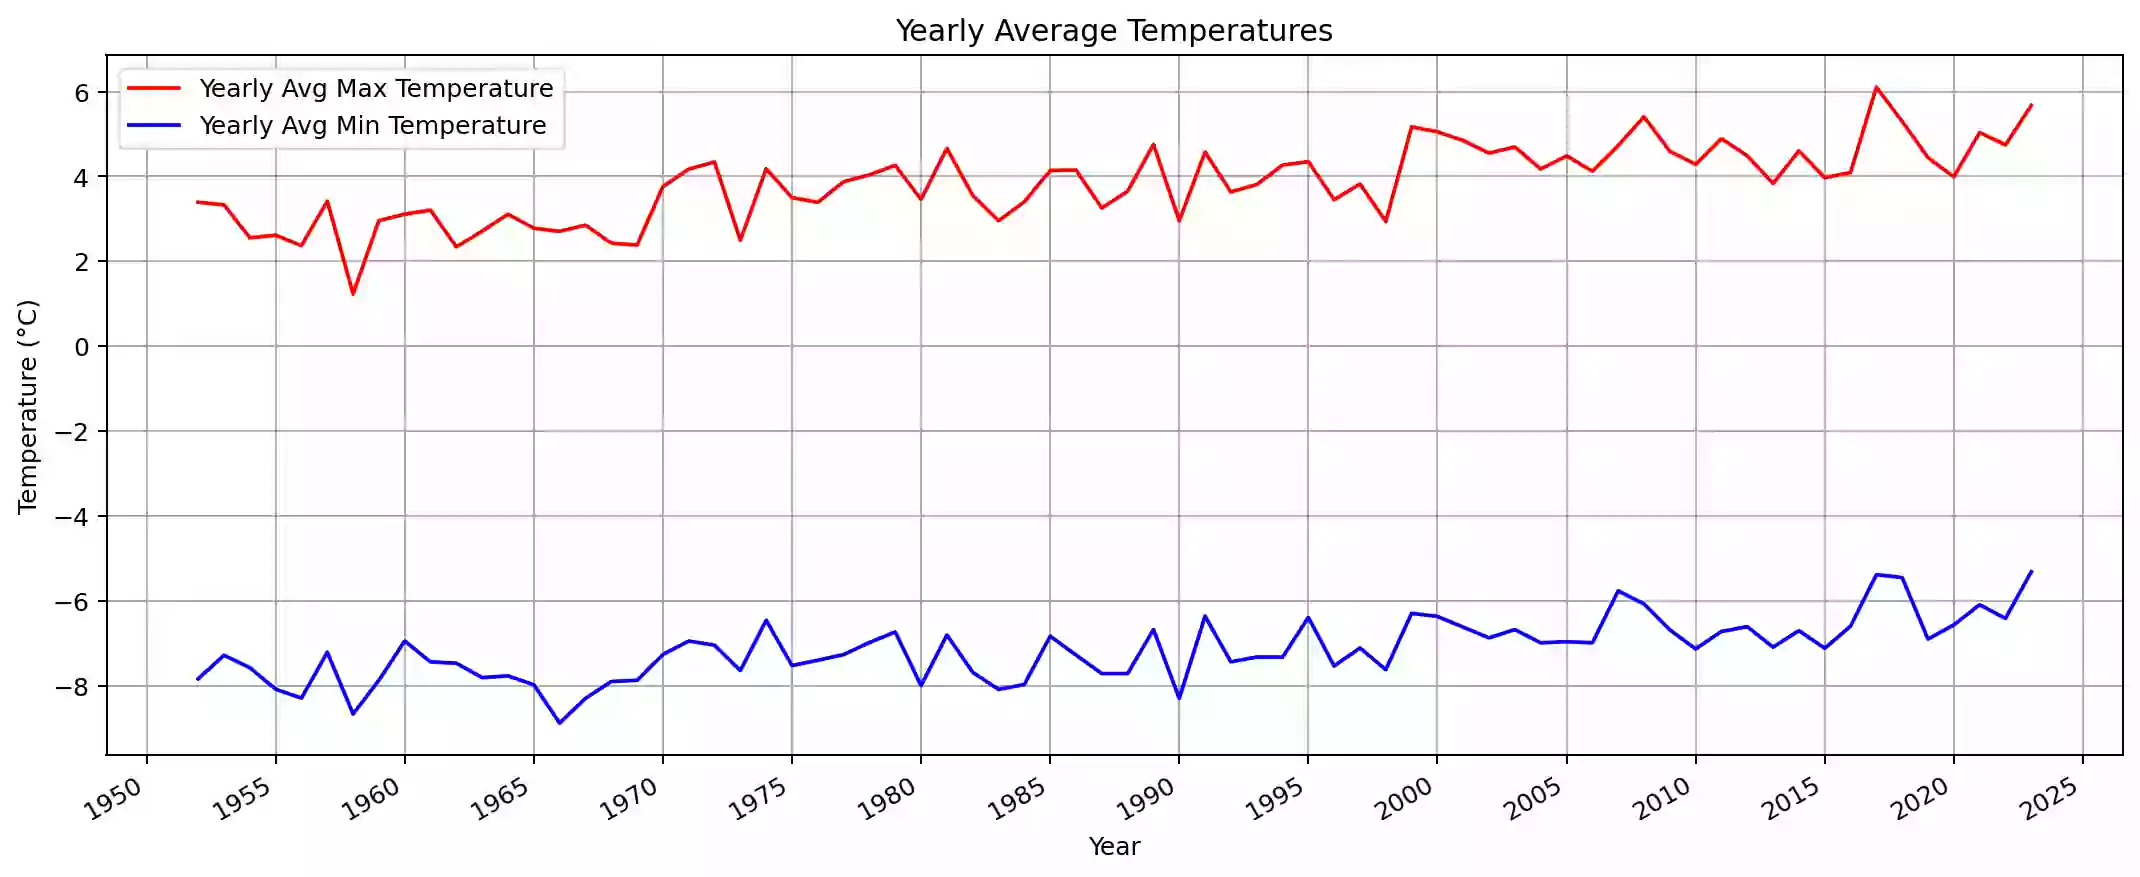 Yearly Average Temperatures
Yearly Avg Max Temperature
Yearly Avg Min Temperature
6
4
2
0
−2
−4
−6
−8
Temperature (°C)
1950 1955 1960 1965 1970 1975 1980 1985 1990 1995 2000 2005 2010 2015 2020 2025
Year